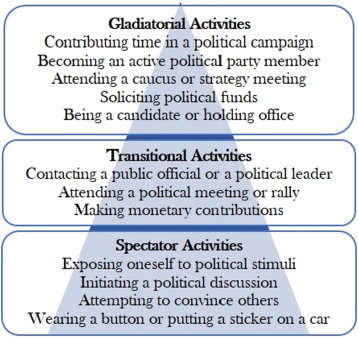 Gladiatorial Activities
Contributing time in a political campaign
Becoming an active political party member
Attending a caucus or strategy meeting
Soliciting political funds
Being a candidate or holding office
Transitional Activities
Contacting a public official or a political leader
Attending a political meeting or rally
Making monetary contributions
Spectator Activities
Exposing oneself to political stimuli
Initiating a political discussion
Attempting to convince others
Wearing a button or putting a sticker on a car